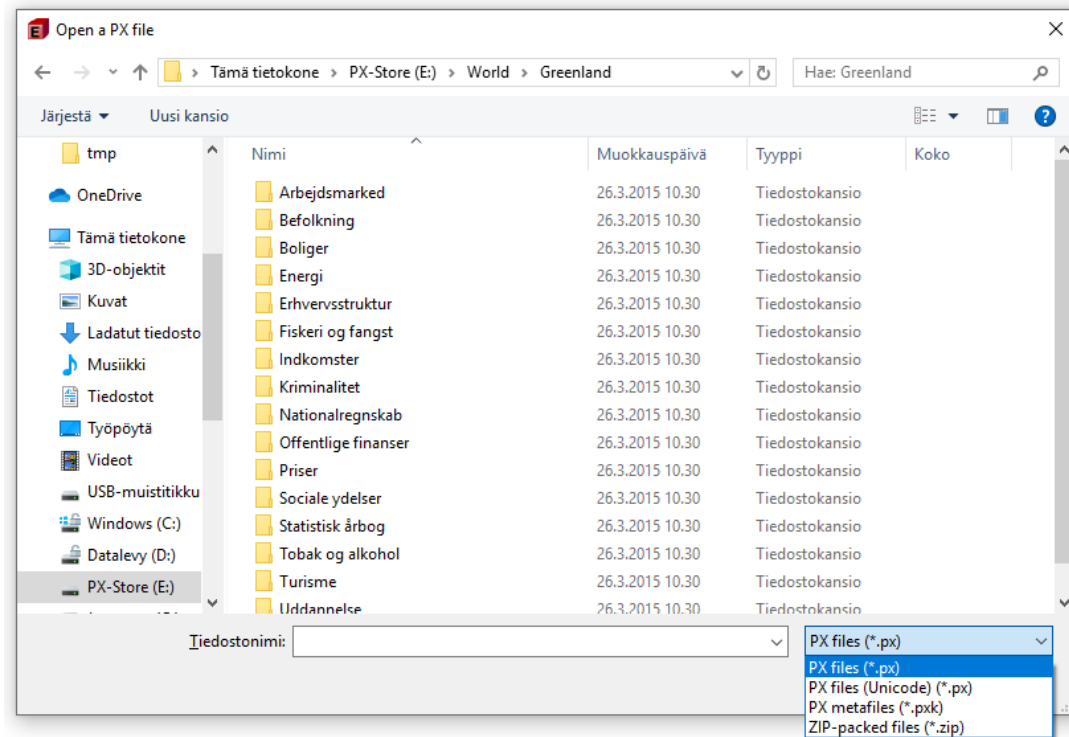 Open a PX file
Tämä tietokone > PX-Store (E:) > World > Greenland
Hae: Greenland
Järjestä Uusi kansio
Nimi Muokkauspäivä Tyyppi Koko
tmp
OneDrive
Tämä tietokone
3D-objektit
Kuvat
Ladatut tiedosto
Musiikki
Tiedostot
Työpöytä
Videot
USB-muistitikku
Windows (C:)
Datalevy (D:)
PX-Store (E:)
Arbejdsmarked 26.3.2015 10.30 Tiedostokansio
Befolkning 26.3.2015 10.30 Tiedostokansio
Boliger 26.3.2015 10.30 Tiedostokansio
Energi 26.3.2015 10.30 Tiedostokansio
Erhvervsstruktur 26.3.2015 10.30 Tiedostokansio
Fiskeri og fangst 26.3.2015 10.30 Tiedostokansio
Indkomster 26.3.2015 10.30 Tiedostokansio
Kriminalitet 26.3.2015 10.30 Tiedostokansio
Nationalregnskab 26.3.2015 10.30 Tiedostokansio
Offentlige finanser 26.3.2015 10.30 Tiedostokansio
Priser 26.3.2015 10.30 Tiedostokansio
Sociale ydelser 26.3.2015 10.30 Tiedostokansio
Statistisk årbog 26.3.2015 10.30 Tiedostokansio
Tobak og alkohol 26.3.2015 10.30 Tiedostokansio
Turisme 26.3.2015 10.30 Tiedostokansio
Uddannelse 26.3.2015 10.30 Tiedostokansio
Tiedostonimi:
PX files (*.px)
PX files (*.px)
PX files (Unicode) (*.px)
PX metafiles (*.pxk)
ZIP-packed files (*.zip)